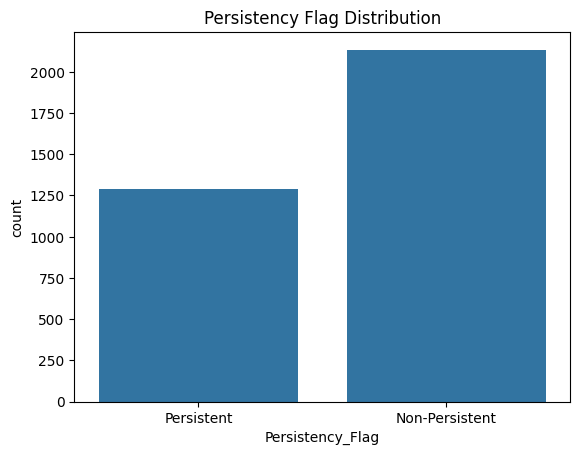 Persistency Flag Distribution
2000
1750
1500
1250
1000
750
500
250
0
count
Persistent
Non-Persistent
Persistency_Flag